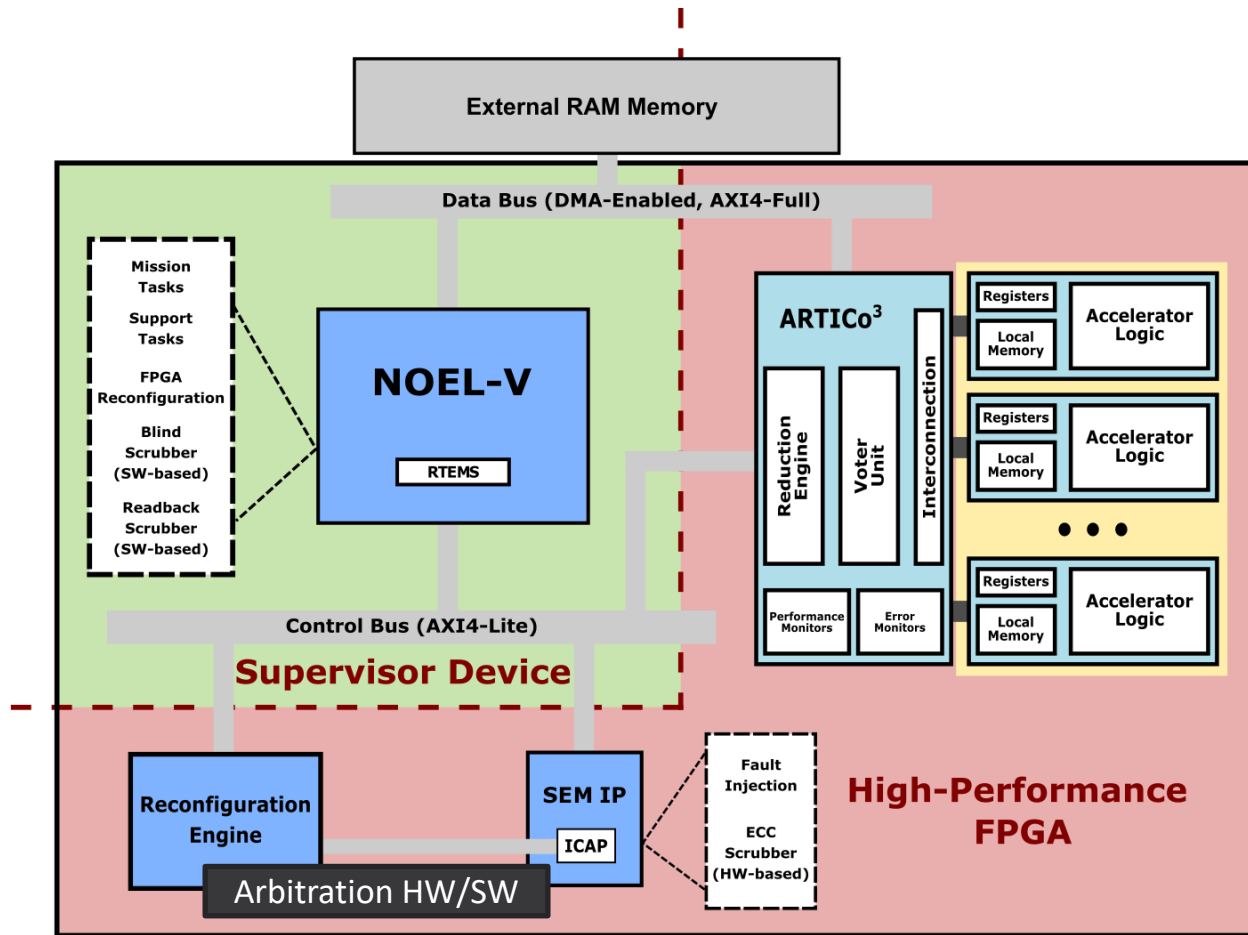 External RAM Memory
Data Bus (DMA-Enabled, AXI4-Full)
Mission
Tasks
Support
Tasks
FPGA
Reconfiguration
Blind
Scrubber
(SW-based)
Readback
Scrubber
(SW-based)
NOEL-V
RTEMS
ARTICo³
Reduction
Engine
Voter
Unit
Interconnection
Performance
Monitors
Error
Monitors
Registers
Local
Memory
Accelerator
Logic
Registers
Local
Memory
Accelerator
Logic
• • •
Registers
Local
Memory
Accelerator
Logic
Control Bus (AXI4-Lite)
Supervisor Device
Reconfiguration
Engine
SEM IP
ICAP
Arbitration HW/SW
Fault
Injection
ECC
Scrubber
(HW-based)
High-Performance
FPGA